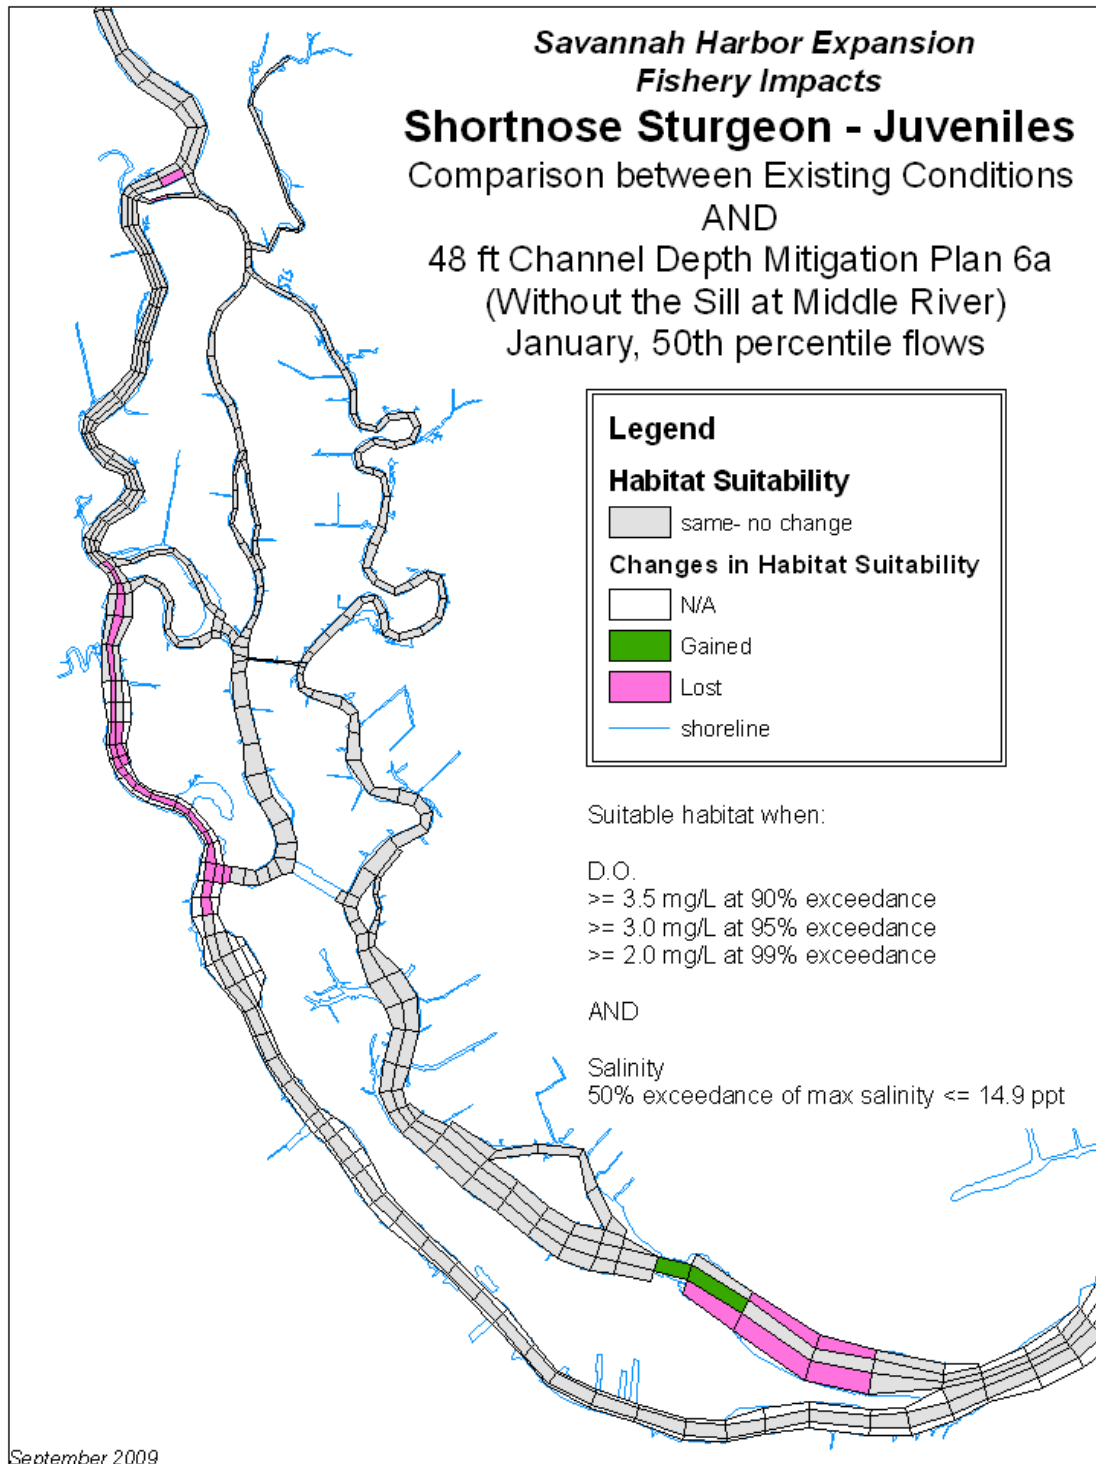 Savannah Harbor Expansion
Fishery Impacts
Shortnose Sturgeon - Juveniles
Comparison between Existing Conditions
AND
48 ft Channel Depth Mitigation Plan 6a
(Without the Sill at Middle River)
January, 50th percentile flows
Legend
Habitat Suitability
same- no change
Changes in Habitat Suitability
N/A
Gained
Lost
shoreline
Suitable habitat when:
D.O.
>= 3.5 mg/L at 90% exceedance
>= 3.0 mg/L at 95% exceedance
>= 2.0 mg/L at 99% exceedance
AND
Salinity
50% exceedance of max salinity <= 14.9 ppt
September 2009